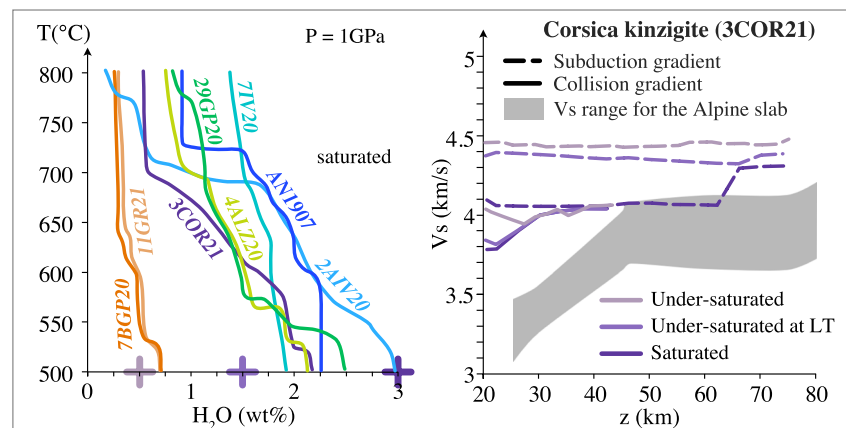 T(°C)
P = 1GPa
800
750
700
650
600
550
500
0
1
2
3
H₂O (wt%)
saturated
7BGP20
11GR21
3COR21
29GP20
4ALZ20
7IV20
AN1907
2AIV20
Corsica kinzigite (3COR21)
Subduction gradient
Collision gradient
Vs range for the Alpine slab
5
4.5
4
3.5
3
Vs (km/s)
Under-saturated
Under-saturated at LT
Saturated
20
30
40
50
60
70
80
z (km)